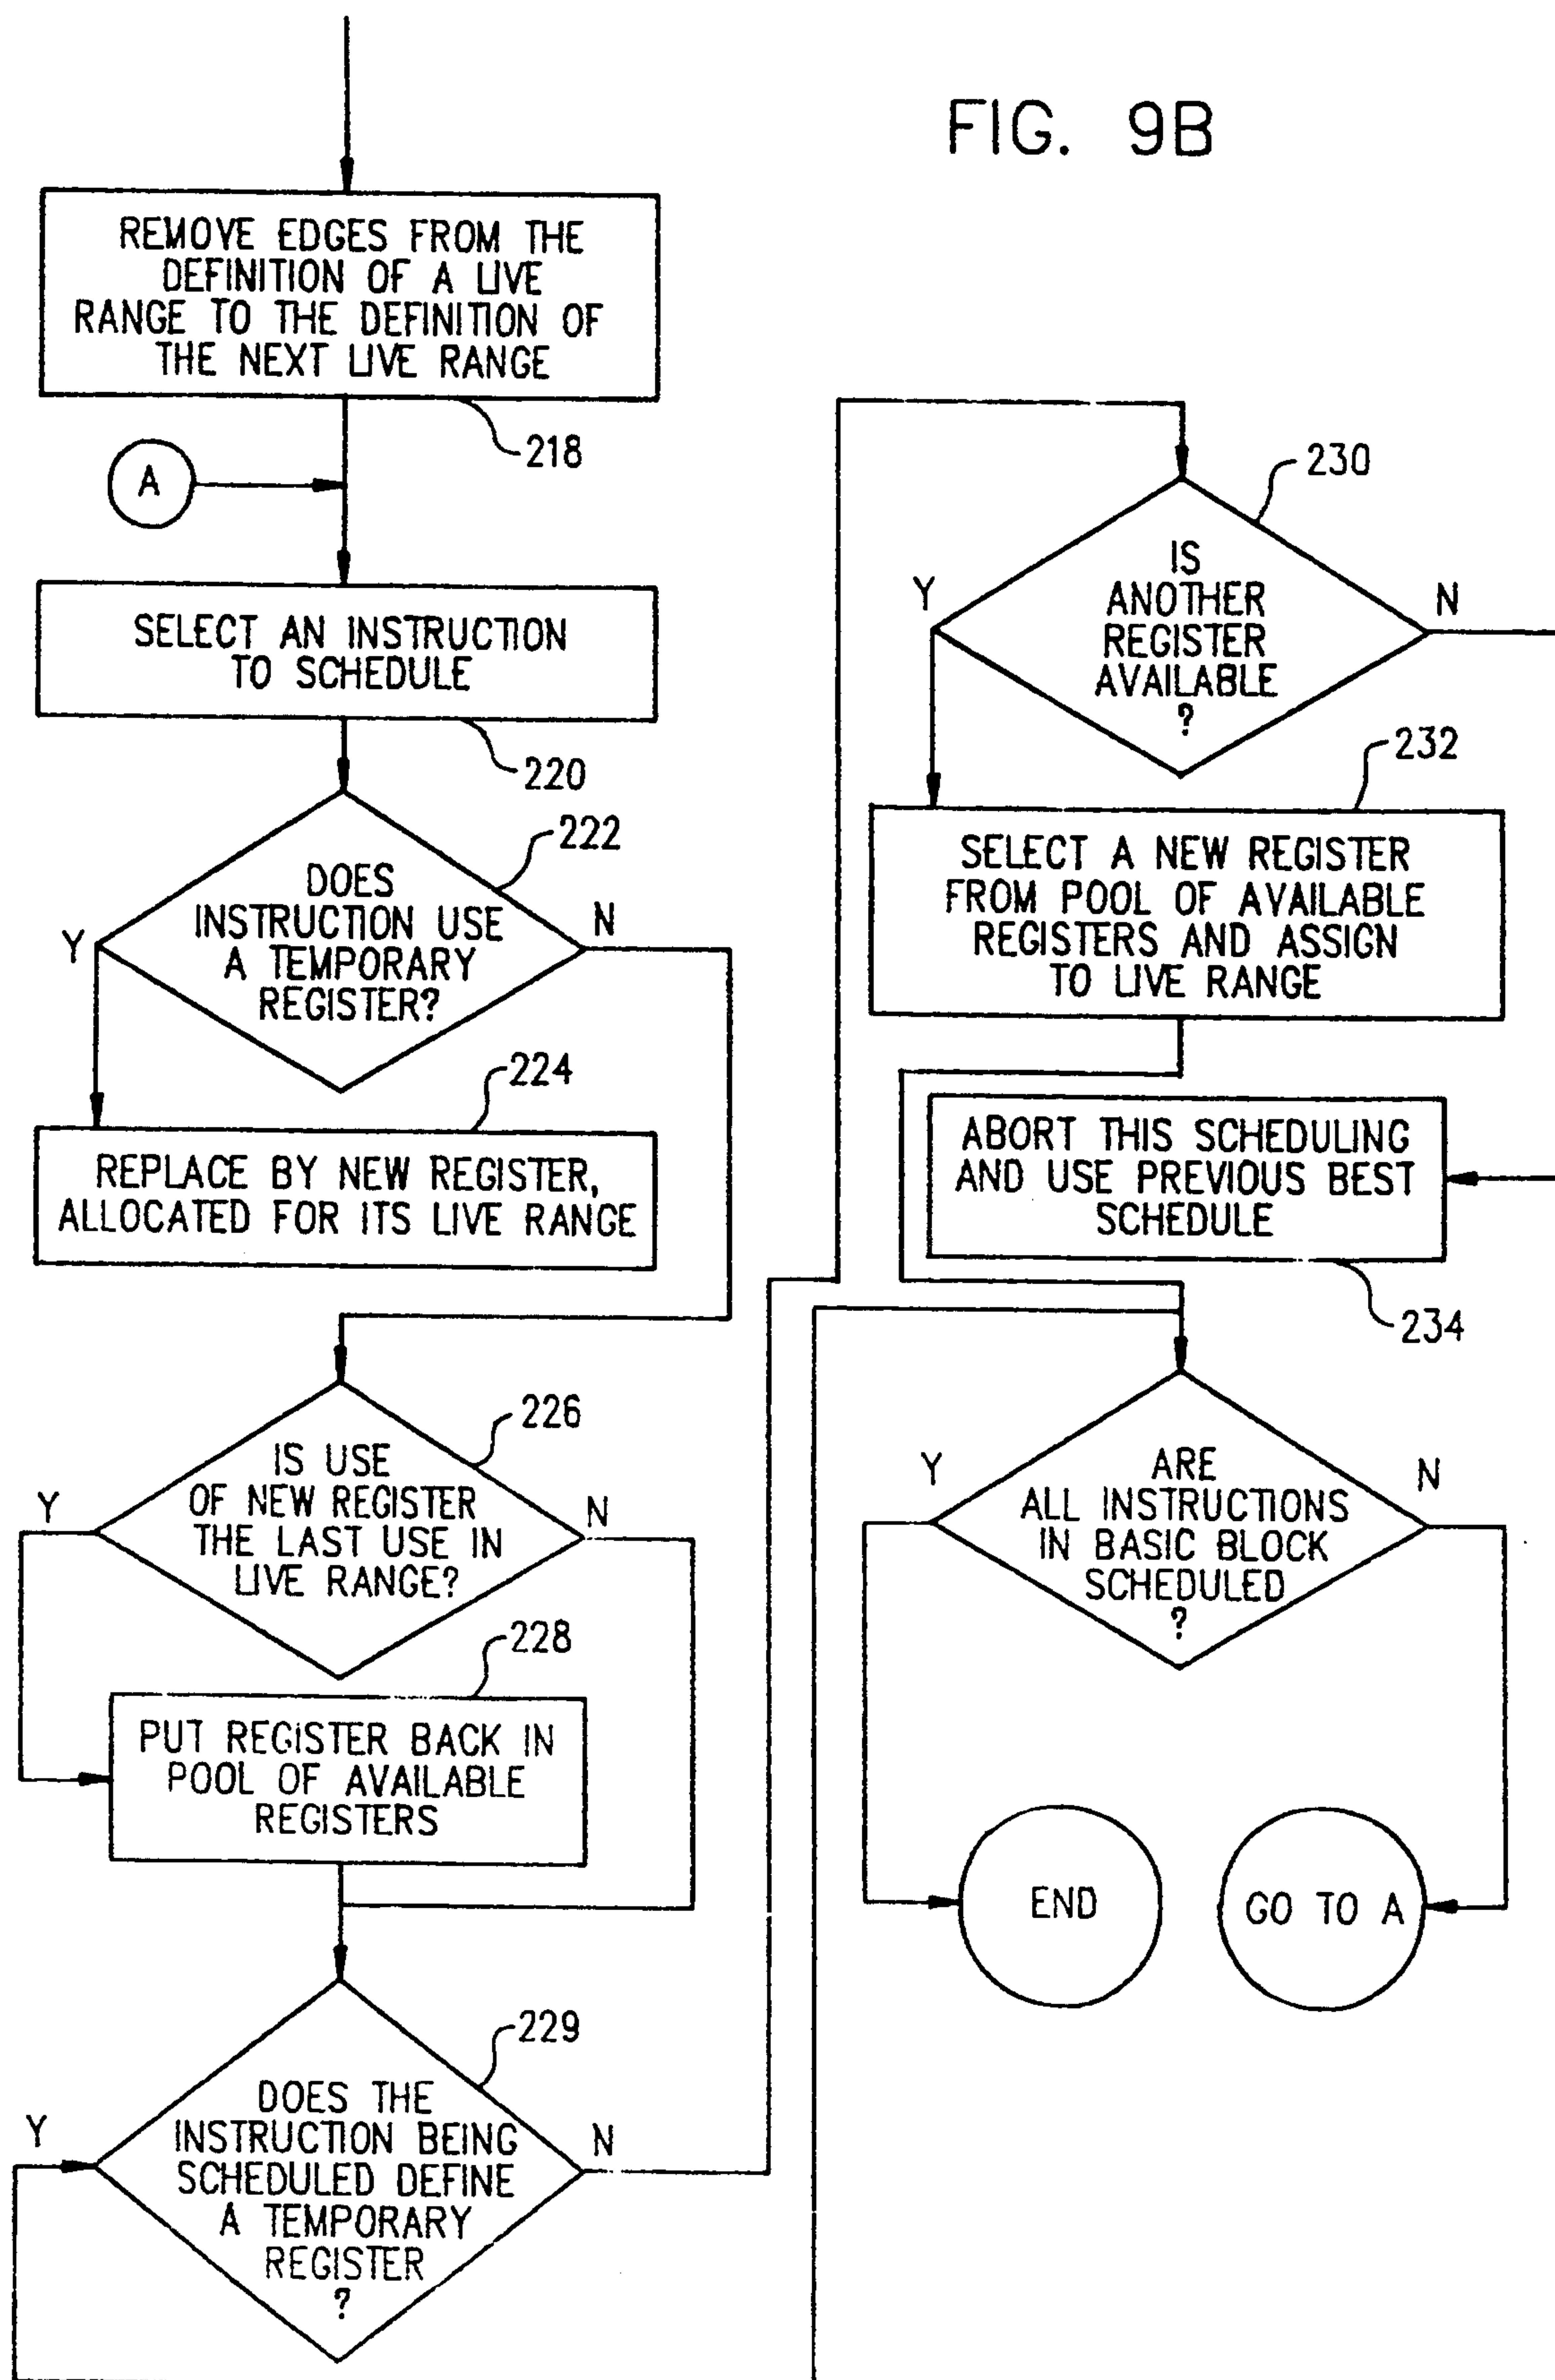 FIG. 9B
REMOVE EDGES FROM THE
DEFINITION OF A LIVE
RANGE TO THE DEFINITION OF
THE NEXT LIVE RANGE
218
A
SELECT AN INSTRUCTION
TO SCHEDULE
220
222
DOES
INSTRUCTION USE
A TEMPORARY
REGISTER?
Y
N
224
REPLACE BY NEW REGISTER,
ALLOCATED FOR ITS LIVE RANGE
226
IS USE
OF NEW REGISTER
THE LAST USE IN
LIVE RANGE?
Y
N
228
PUT REGISTER BACK IN
POOL OF AVAILABLE
REGISTERS
229
DOES THE
INSTRUCTION BEING
SCHEDULED DEFINE
A TEMPORARY
REGISTER
?
Y
N
230
IS
ANOTHER
REGISTER
AVAILABLE
?
Y
N
232
SELECT A NEW REGISTER
FROM POOL OF AVAILABLE
REGISTERS AND ASSIGN
TO LIVE RANGE
ABORT THIS SCHEDULING
AND USE PREVIOUS BEST
SCHEDULE
234
ARE
ALL INSTRUCTIONS
IN BASIC BLOCK
SCHEDULED
?
Y
N
END
GO TO A